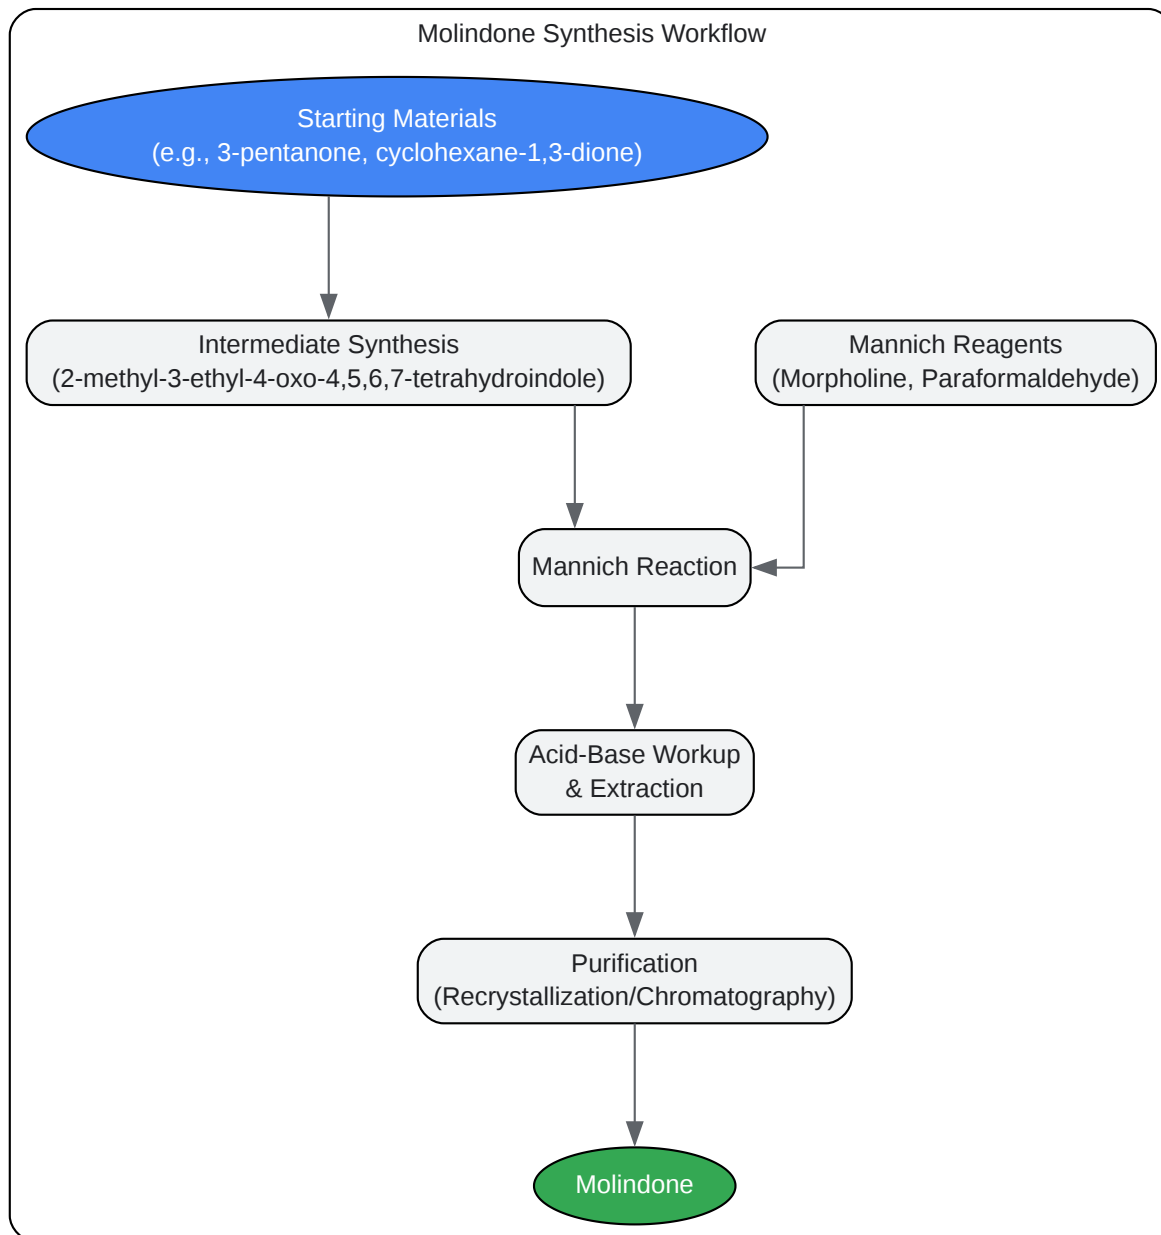 Molindone Synthesis Workflow
Starting Materials
(e.g., 3-pentanone, cyclohexane-1,3-dione)
Intermediate Synthesis
(2-methyl-3-ethyl-4-oxo-4,5,6,7-tetrahydroindole)
Mannich Reagents
(Morpholine, Paraformaldehyde)
Mannich Reaction
Acid-Base Workup
& Extraction
Purification
(Recrystallization/Chromatography)
Molindone